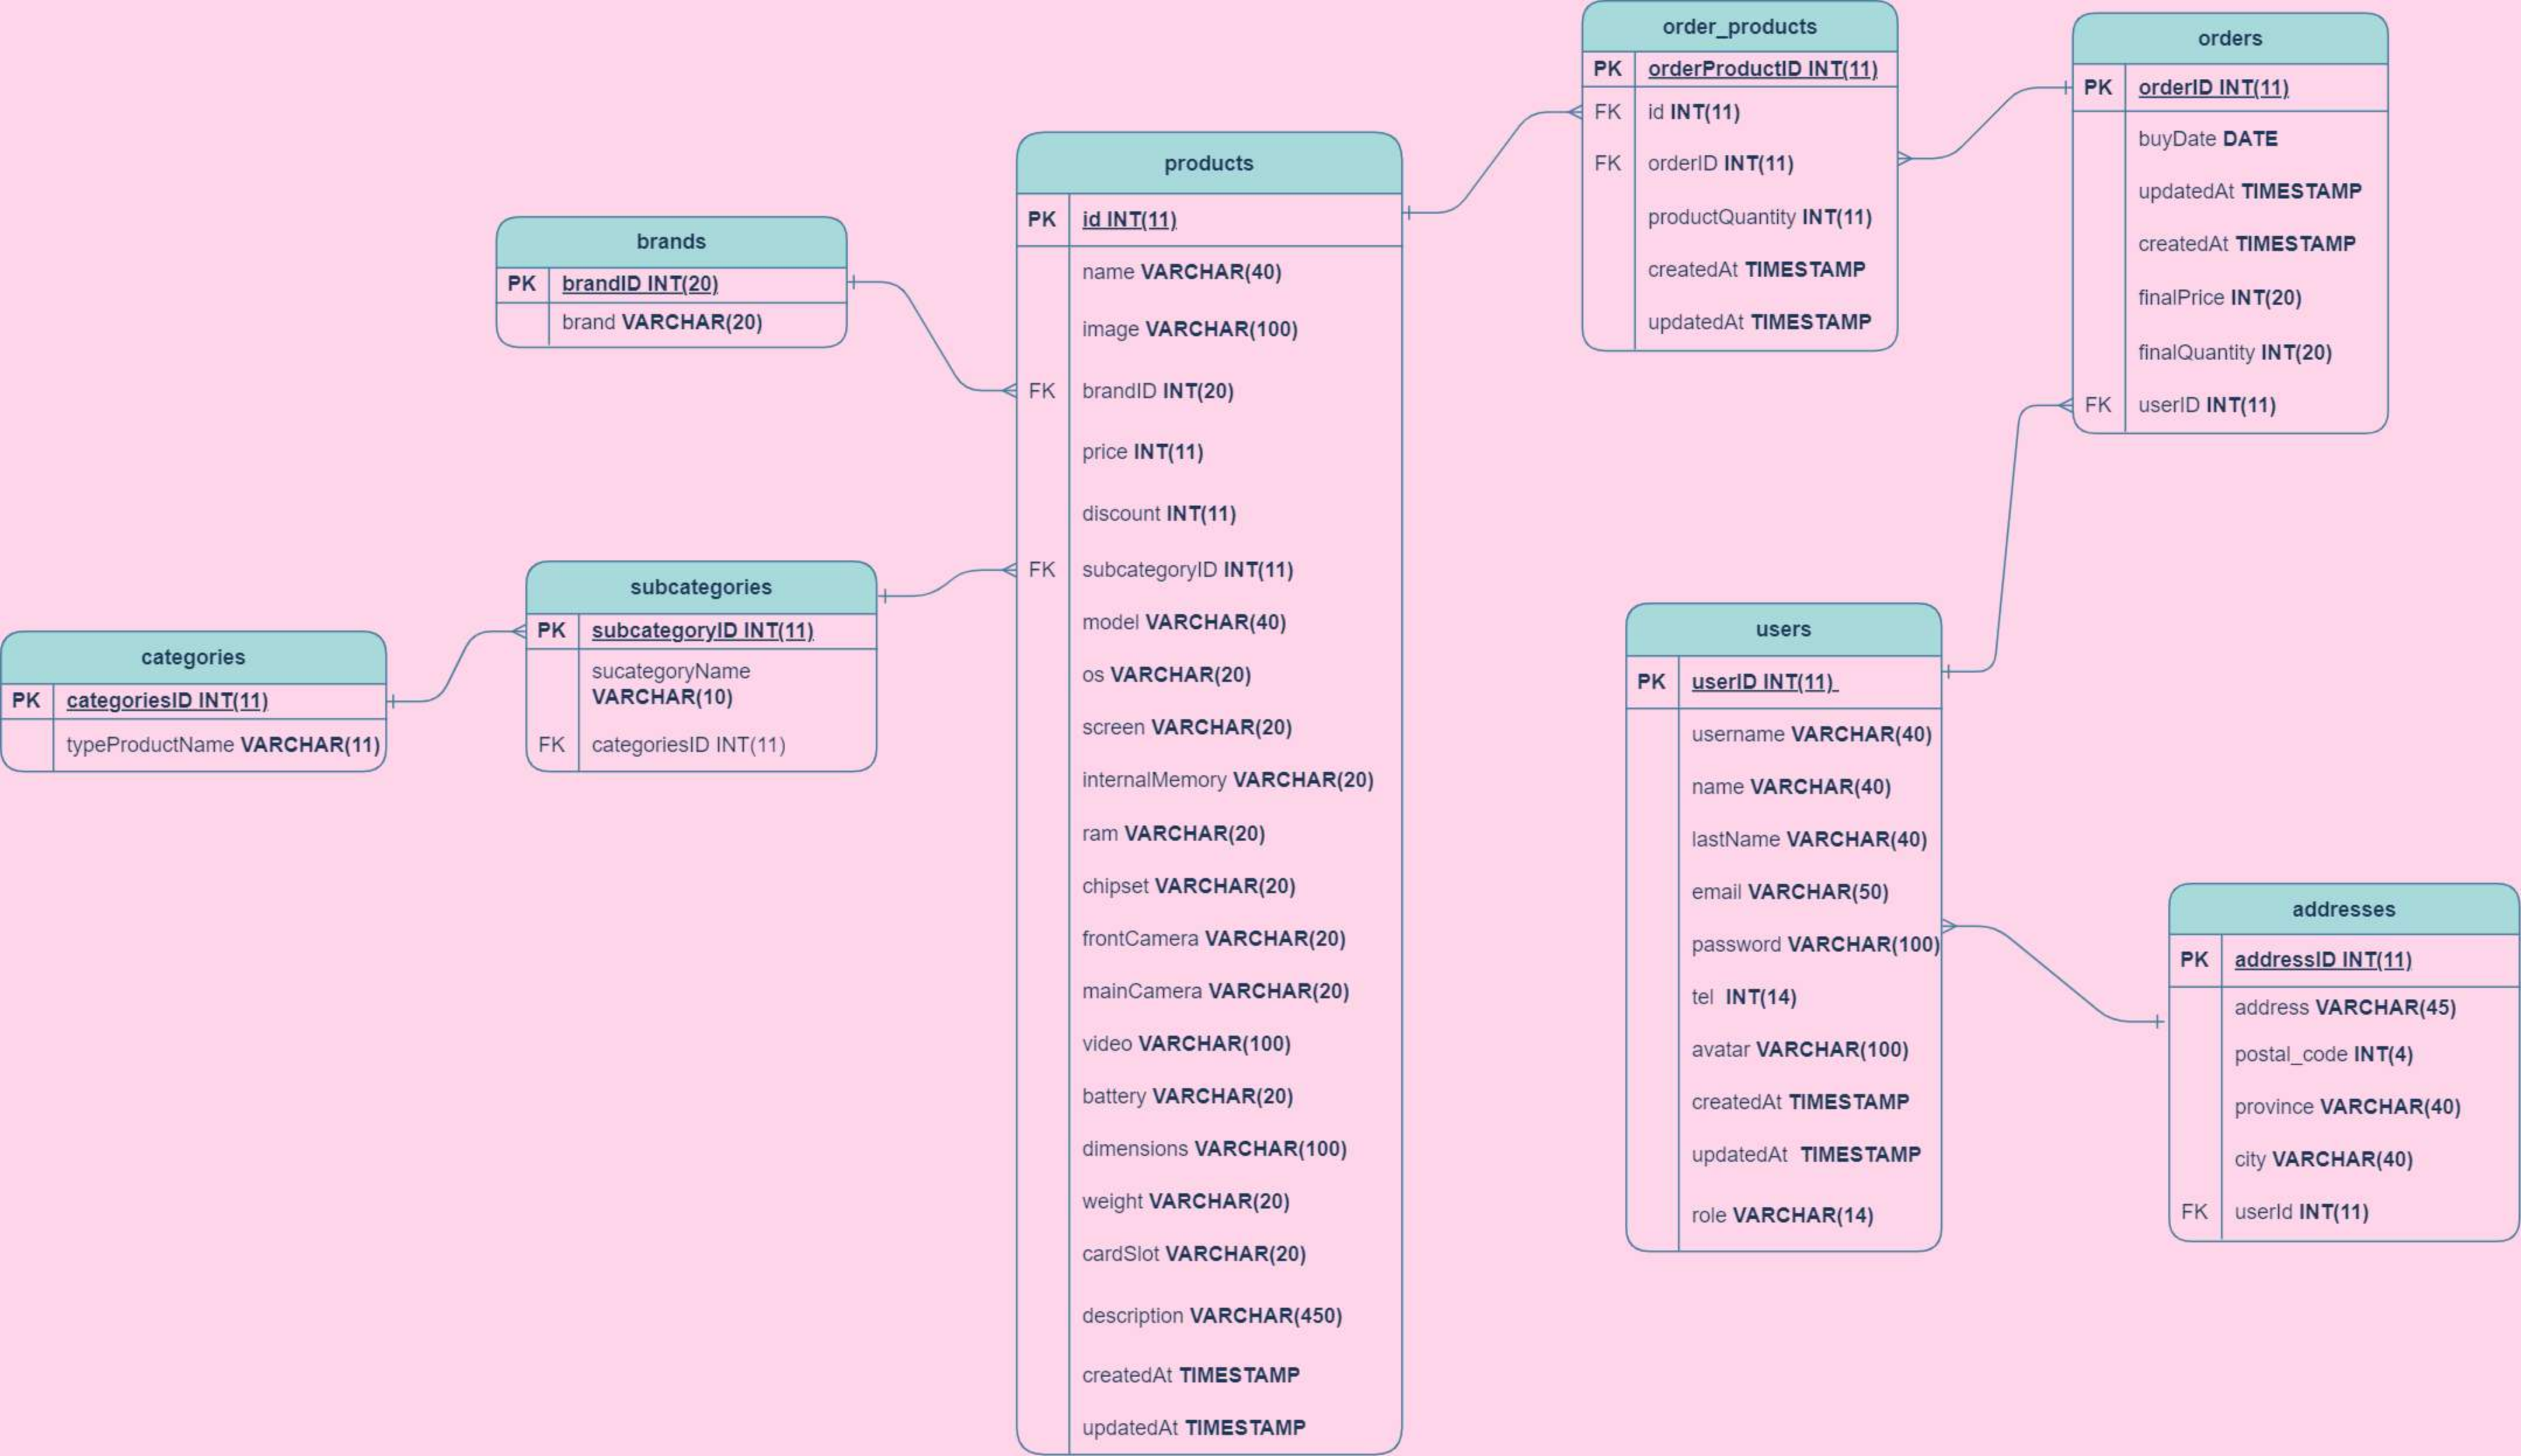 order_products
PK orderProductID INT(11)
FK id INT(11)
FK orderID INT(11)
productQuantity INT(11)
createdAt TIMESTAMP
updatedAt TIMESTAMP
orders
PK orderID INT(11)
buyDate DATE
updatedAt TIMESTAMP
createdAt TIMESTAMP
finalPrice INT(20)
finalQuantity INT(20)
FK userID INT(11)
products
PK id INT(11)
name VARCHAR(40)
image VARCHAR(100)
FK brandID INT(20)
price INT(11)
discount INT(11)
FK subcategoryID INT(11)
model VARCHAR(40)
os VARCHAR(20)
screen VARCHAR(20)
internalMemory VARCHAR(20)
ram VARCHAR(20)
chipset VARCHAR(20)
frontCamera VARCHAR(20)
mainCamera VARCHAR(20)
video VARCHAR(100)
battery VARCHAR(20)
dimensions VARCHAR(100)
weight VARCHAR(20)
cardSlot VARCHAR(20)
description VARCHAR(450)
createdAt TIMESTAMP
updatedAt TIMESTAMP
brands
PK brandID INT(20)
brand VARCHAR(20)
subcategories
PK subcategoryID INT(11)
sucategoryName
VARCHAR(10)
FK categoriesID INT(11)
categories
PK categoriesID INT(11)
typeProductName VARCHAR(11)
users
PK userID INT(11)
username VARCHAR(40)
name VARCHAR(40)
lastName VARCHAR(40)
email VARCHAR(50)
password VARCHAR(100)
tel INT(14)
avatar VARCHAR(100)
createdAt TIMESTAMP
updatedAt TIMESTAMP
role VARCHAR(14)
addresses
PK addressID INT(11)
address VARCHAR(45)
postal_code INT(4)
province VARCHAR(40)
city VARCHAR(40)
FK userId INT(11)